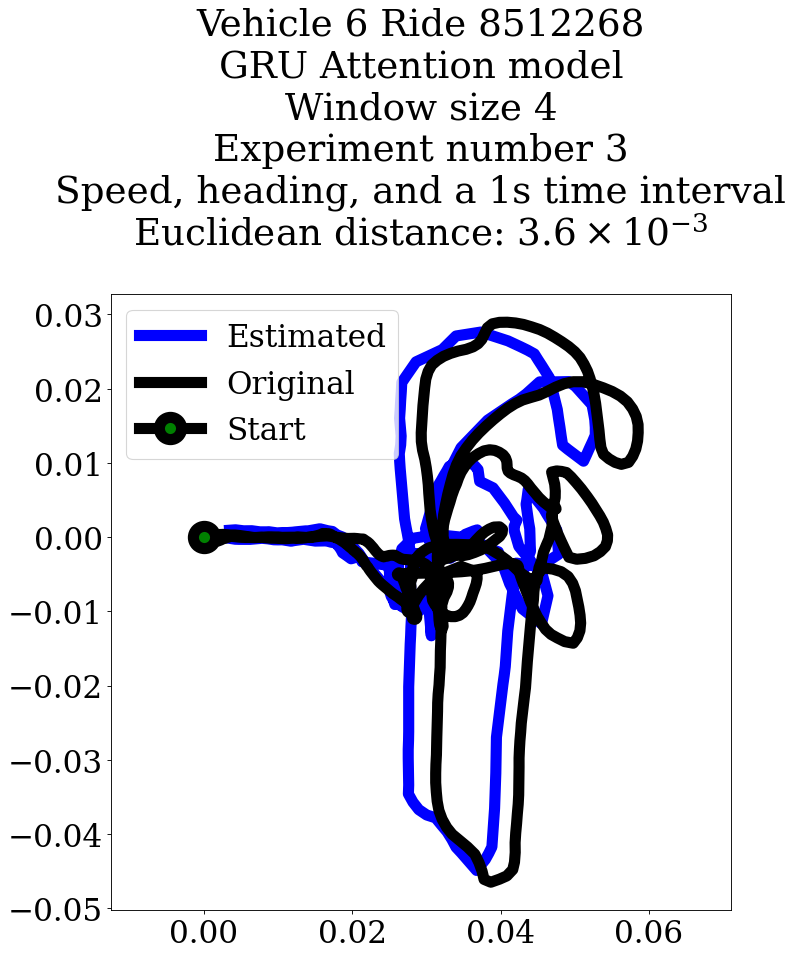 Vehicle 6 Ride 8512268
GRU Attention model
Window size 4
Experiment number 3
Speed, heading, and a 1s time interval
Euclidean distance: 3.6 × 10⁻³
Estimated
Original
Start
0.03
0.02
0.01
0.00
−0.01
−0.02
−0.03
−0.04
−0.05
0.00 0.02 0.04 0.06